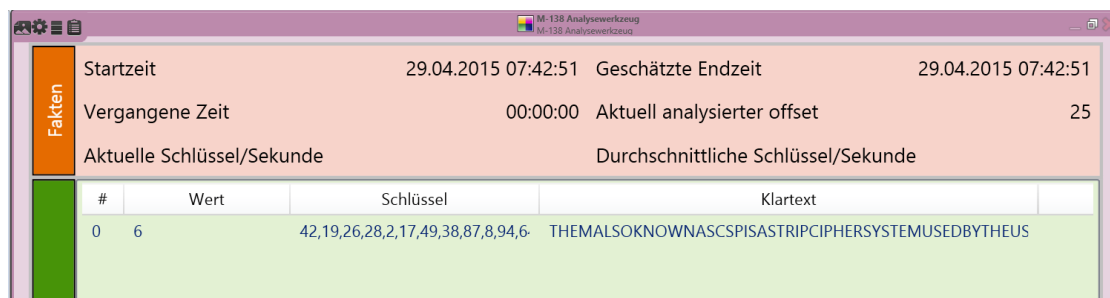 M-138 Analysewerkzeug
M-138 Analysewerkzeug
Fakten
Startzeit 29.04.2015 07:42:51 Geschätzte Endzeit 29.04.2015 07:42:51
Vergangene Zeit 00:00:00 Aktuell analysierter offset 25
Aktuelle Schlüssel/Sekunde Durchschnittliche Schlüssel/Sekunde
# Wert Schlüssel Klartext
0 6 42,19,26,28,2,17,49,38,87,8,94,6 THEMALSOKNOWNASCSPISASTRIPCIPHERSYSTEMUSEDBYTHEUS